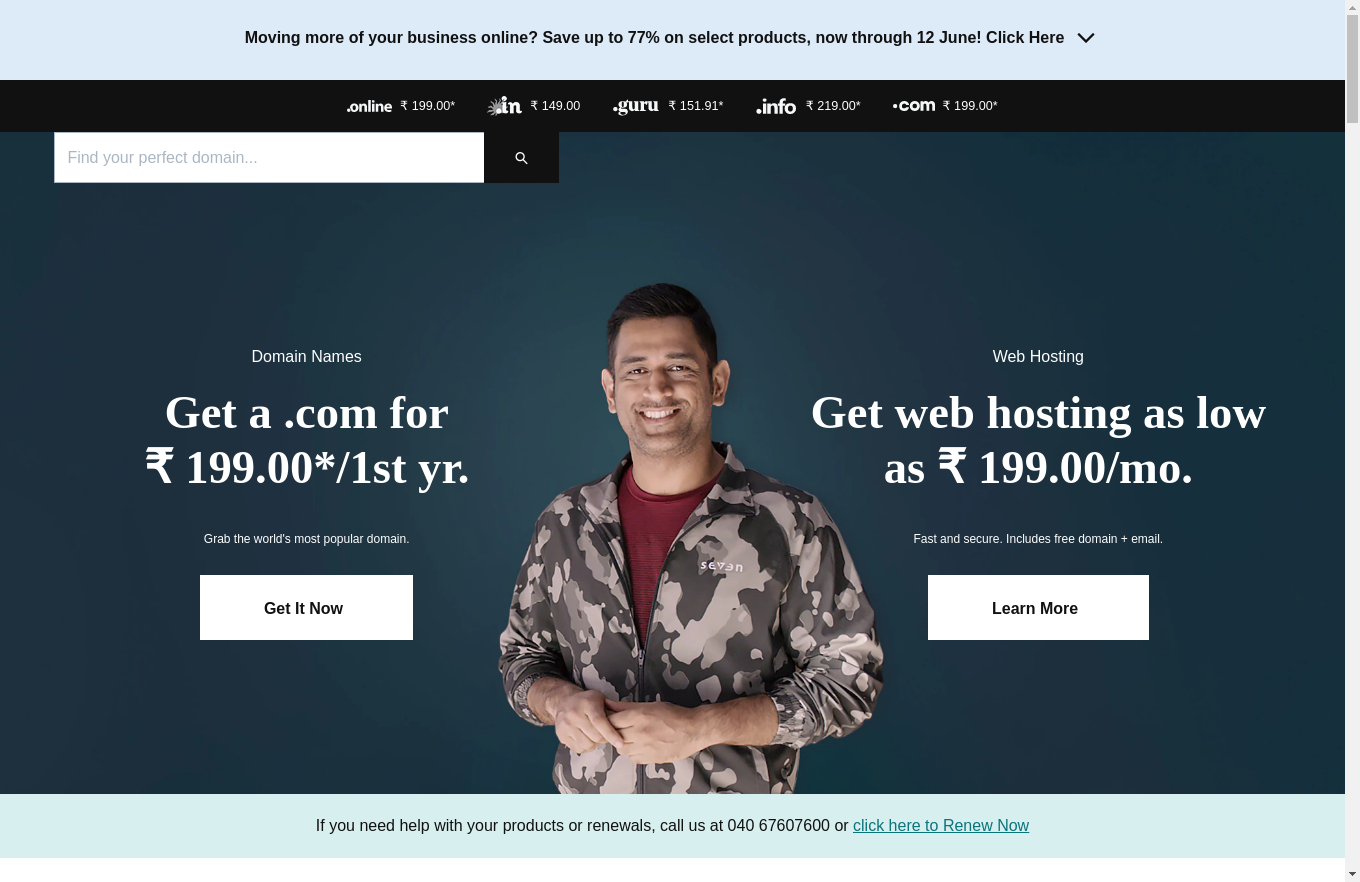 Moving more of your business online? Save up to 77% on select products, now through 12 June! Click Here
.online ₹ 199.00* .in ₹ 149.00 .guru ₹ 151.91* .info ₹ 219.00* .com ₹ 199.00*
Find your perfect domain...
Domain Names
Get a .com for
₹ 199.00*/1st yr.
Grab the world's most popular domain.
Get It Now
seven
Web Hosting
Get web hosting as low
as ₹ 199.00/mo.
Fast and secure. Includes free domain + email.
Learn More
If you need help with your products or renewals, call us at 040 67607600 or click here to Renew Now